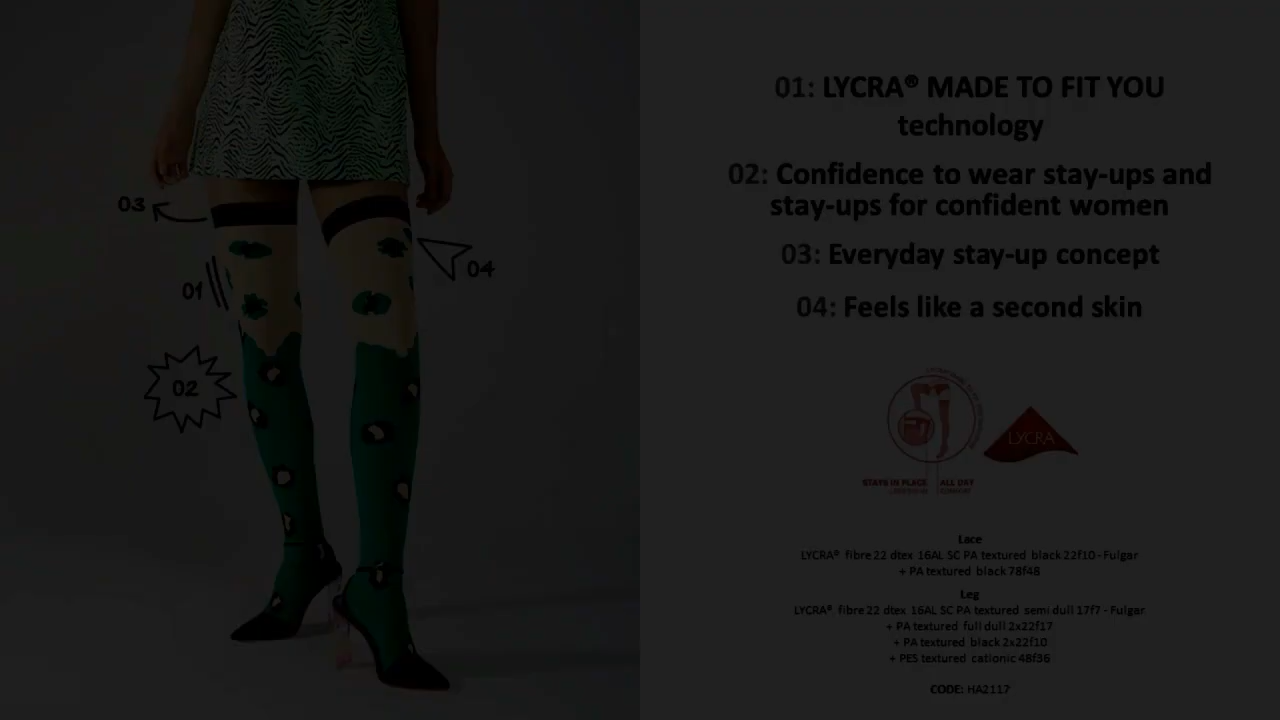 03
04
01
02
01: LYCRA® MADE TO FIT YOU
technology
02: Confidence to wear stay-ups and
stay-ups for confident women
03: Everyday stay-up concept
04: Feels like a second skin
LYCRA
STAYS IN PLACE
ALL DAY
COMFORT
Lace
LYCRA® fibre 22 dtex 16AL SC PA textured black 22f10 - Fulgar
+ PA textured black 78f48
Leg
LYCRA® fibre 22 dtex 16AL SC PA textured semi dull 17f7 - Fulgar
+ PA textured full dull 2x22f17
+ PA textured black 2x22f10
+ PES textured cationic 48f36
CODE: HA2117